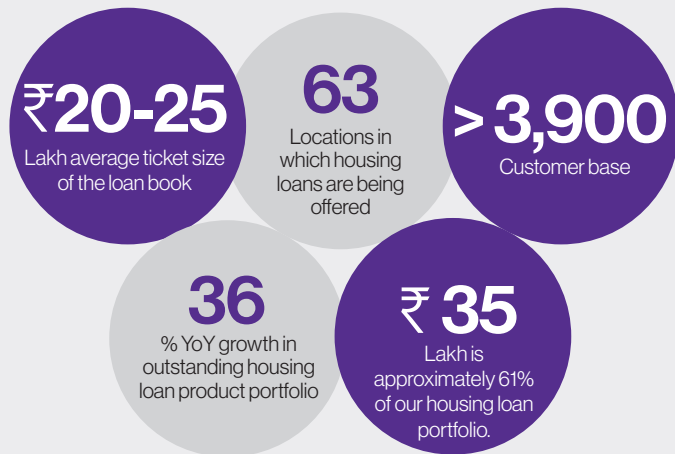 ₹20-25
Lakh average ticket size
of the loan book
63
Locations in
which housing
loans are being
offered
> 3,900
Customer base
36
% YoY growth in
outstanding housing
loan product portfolio
₹ 35
Lakh is
approximately 61%
of our housing loan
portfolio.